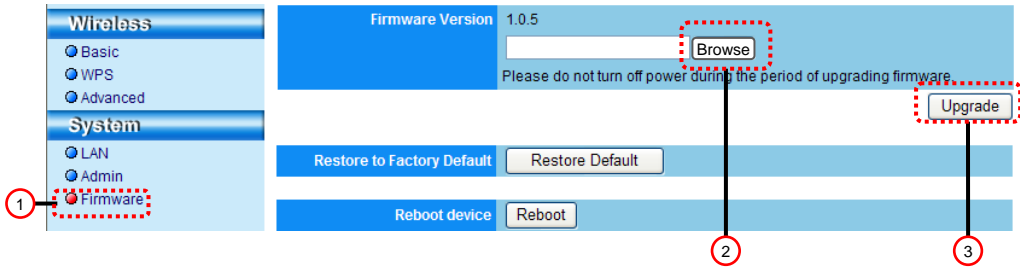 Wireless
Basic
WPS
Advanced
System
LAN
Admin
Firmware
1
Firmware Version 1.0.5
Browse
Please do not turn off power during the period of upgrading firmware.
Upgrade
Restore to Factory Default Restore Default
Reboot device Reboot
2
3